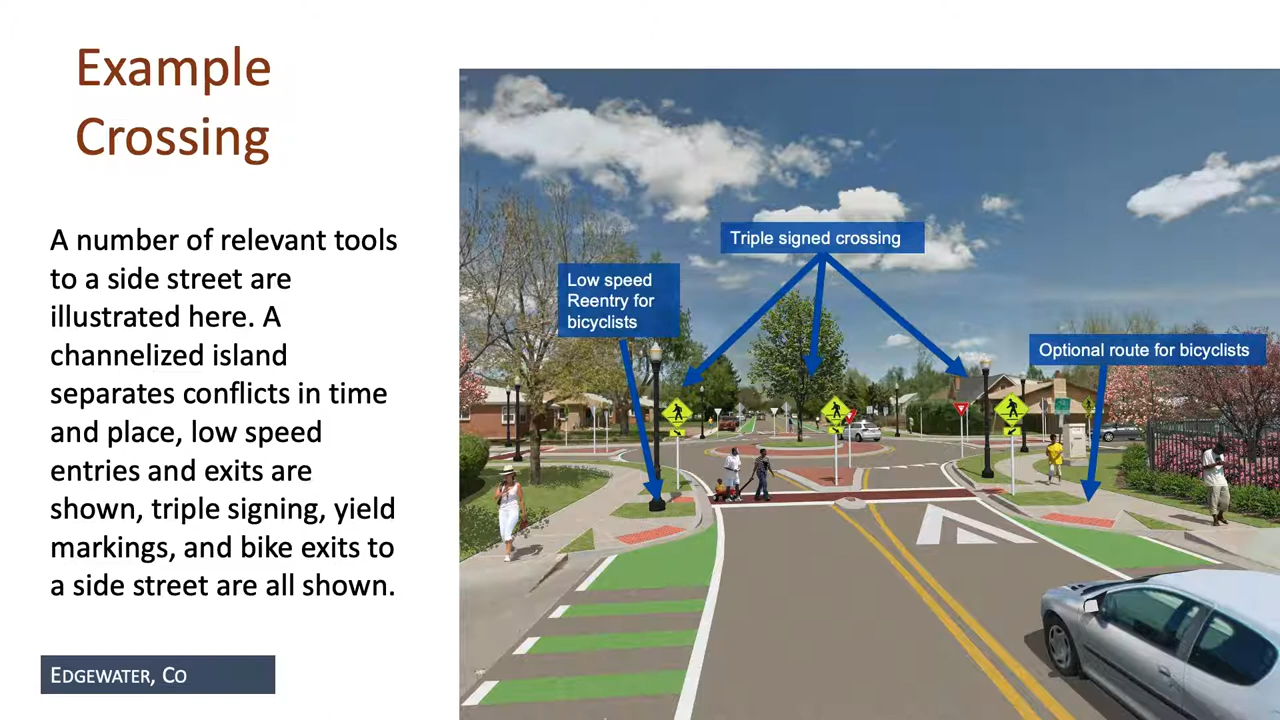 Example
Crossing
A number of relevant tools
to a side street are
illustrated here. A
channelized island
separates conflicts in time
and place, low speed
entries and exits are
shown, triple signing, yield
markings, and bike exits to
a side street are all shown.
EDGEWATER, CO
Triple signed crossing
Low speed
Reentry for
bicyclists
Optional route for bicyclists